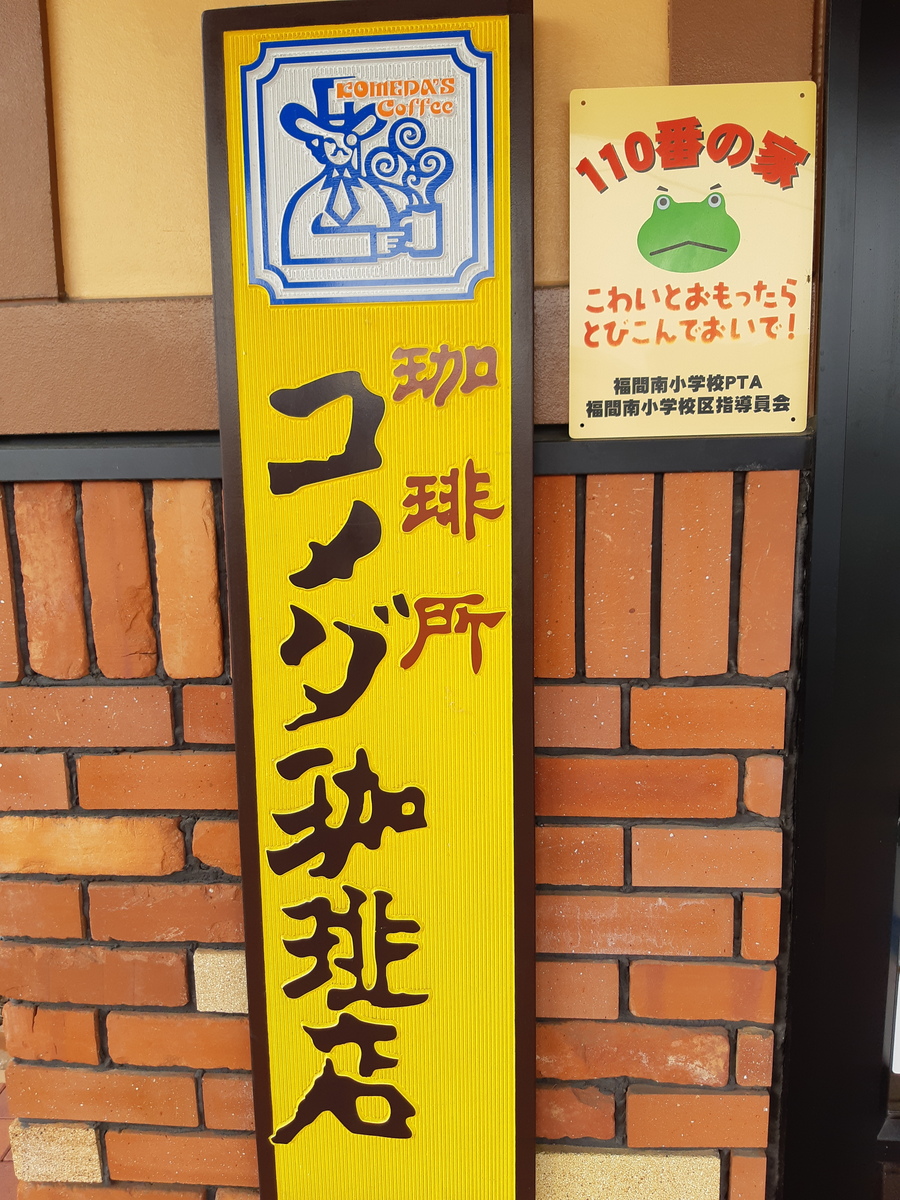 KOMEDA'S
Coffee
珈琲所
コメダ珈琲店
110番の家
こわいとおもったら
とびこんでおいで!
福間南小学校PTA
福間南小学校区指導員会